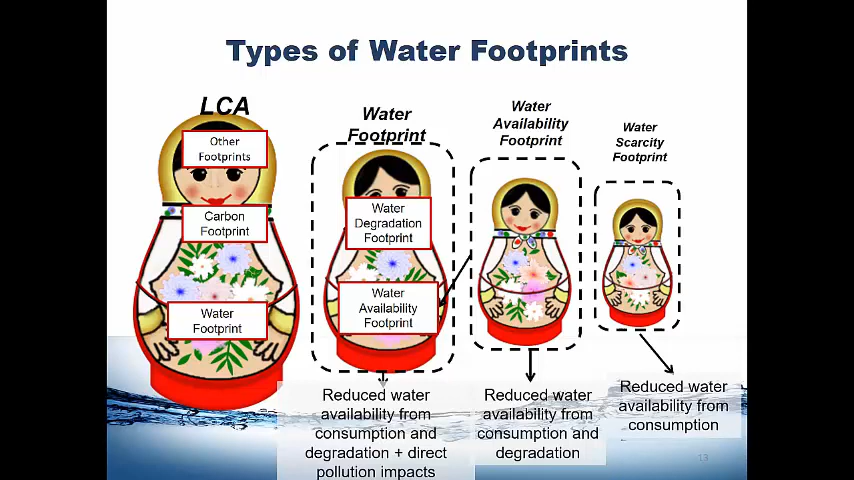 Types of Water Footprints
LCA
Other
Footprints
Carbon
Footprint
Water
Footprint
Water
Footprint
Water
Degradation
Footprint
Water
Availability
Footprint
Reduced water
availability from
consumption and
degradation + direct
pollution impacts
Water
Availability
Footprint
Reduced water
availability from
consumption and
degradation
Water
Scarcity
Footprint
Reduced water
availability from
consumption
13